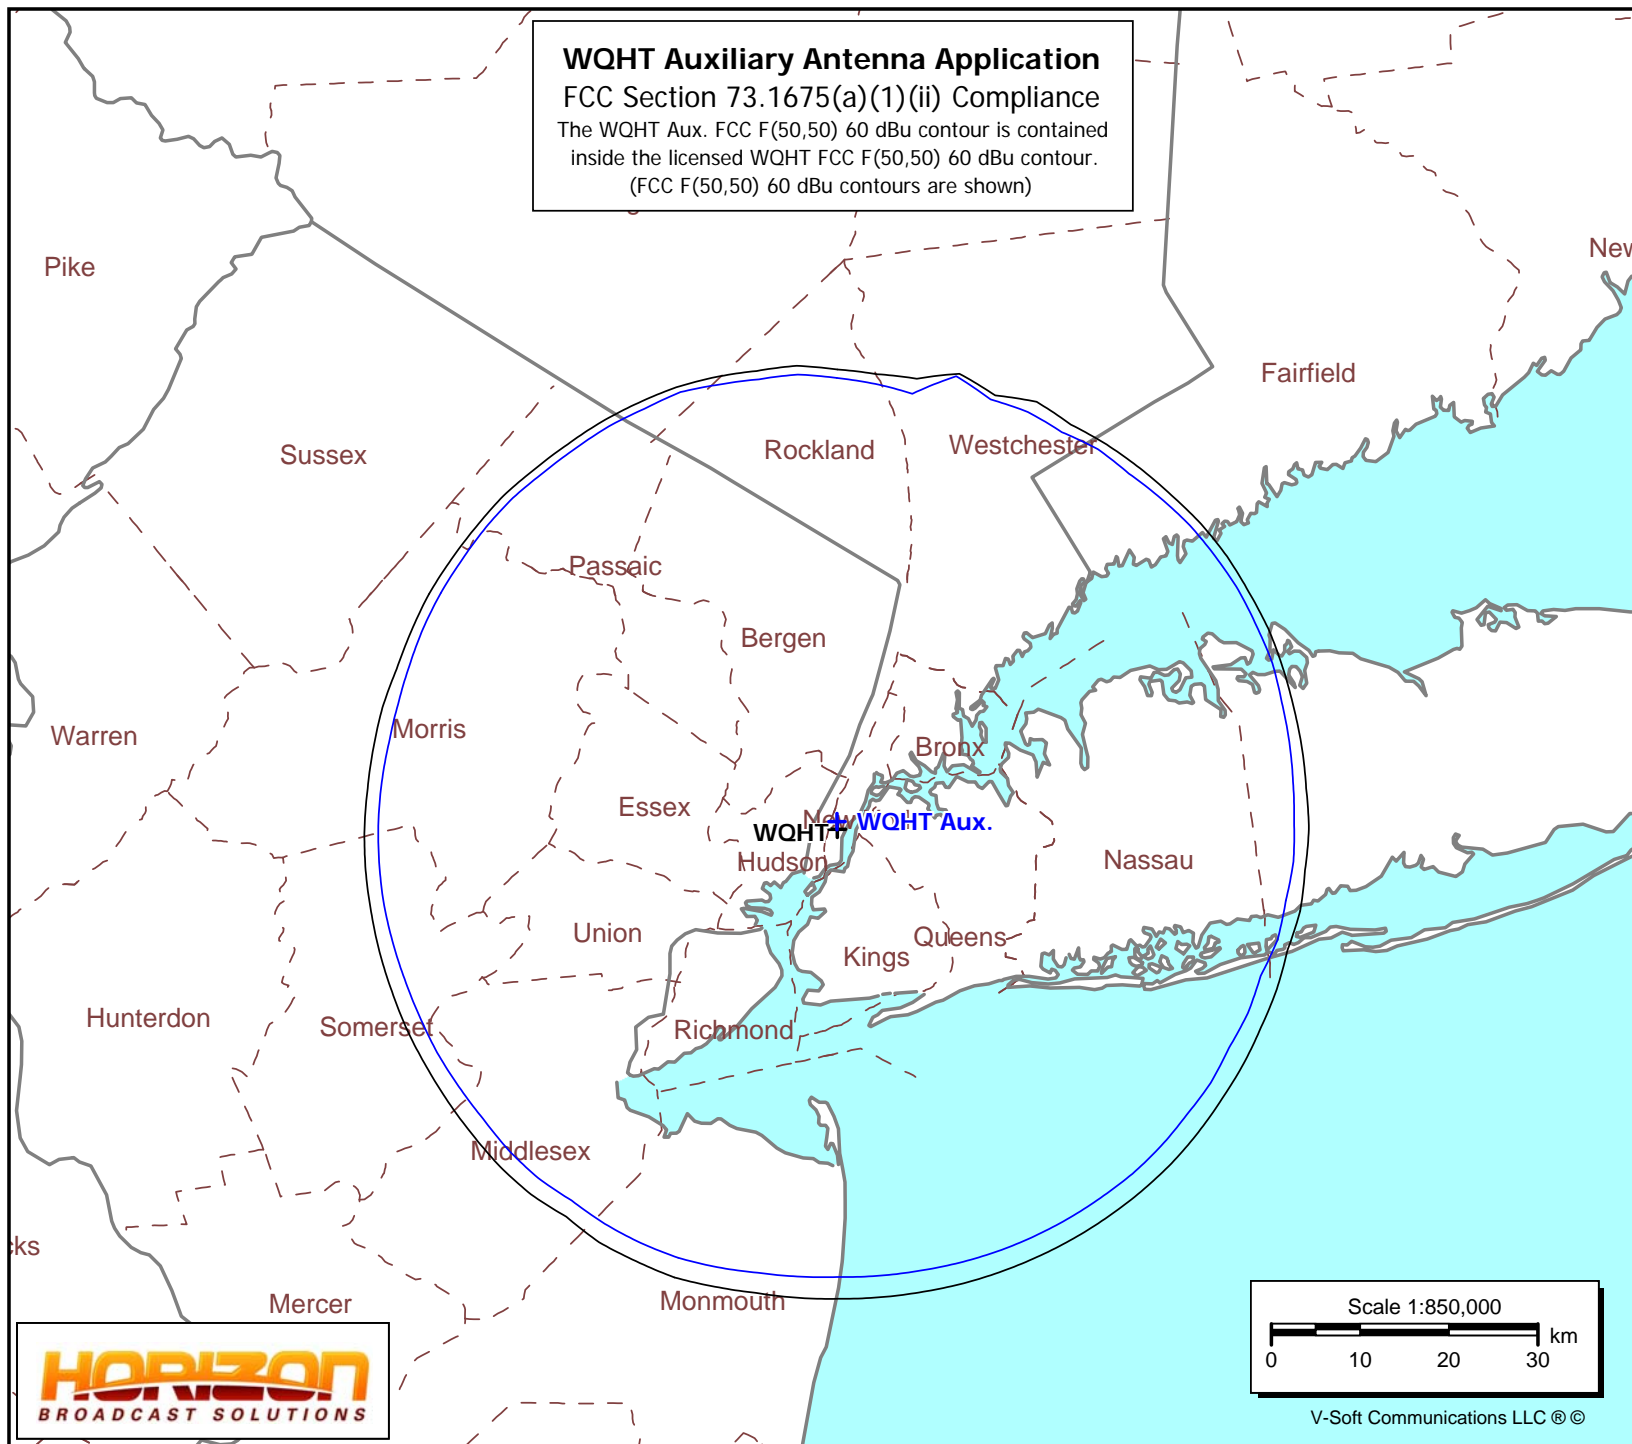 WQHT Auxiliary Antenna Application
FCC Section 73.1675(a)(1)(ii) Compliance
The WQHT Aux. FCC F(50,50) 60 dBu contour is contained
inside the licensed WQHT FCC F(50,50) 60 dBu contour.
(FCC F(50,50) 60 dBu contours are shown)
Pike
New
Fairfield
Sussex
Rockland
Westchester
Passaic
Bergen
Warren
Morris
Bronx
Essex
New
WQHT Aux.
WQHT
Hudson
Nassau
Union
Queens
Kings
Hunterdon
Somerset
Richmond
Middlesex
cks
Mercer
Monmouth
Scale 1:850,000
km
0 10 20 30
HORIZON
BROADCAST SOLUTIONS
V-Soft Communications LLC ® ©